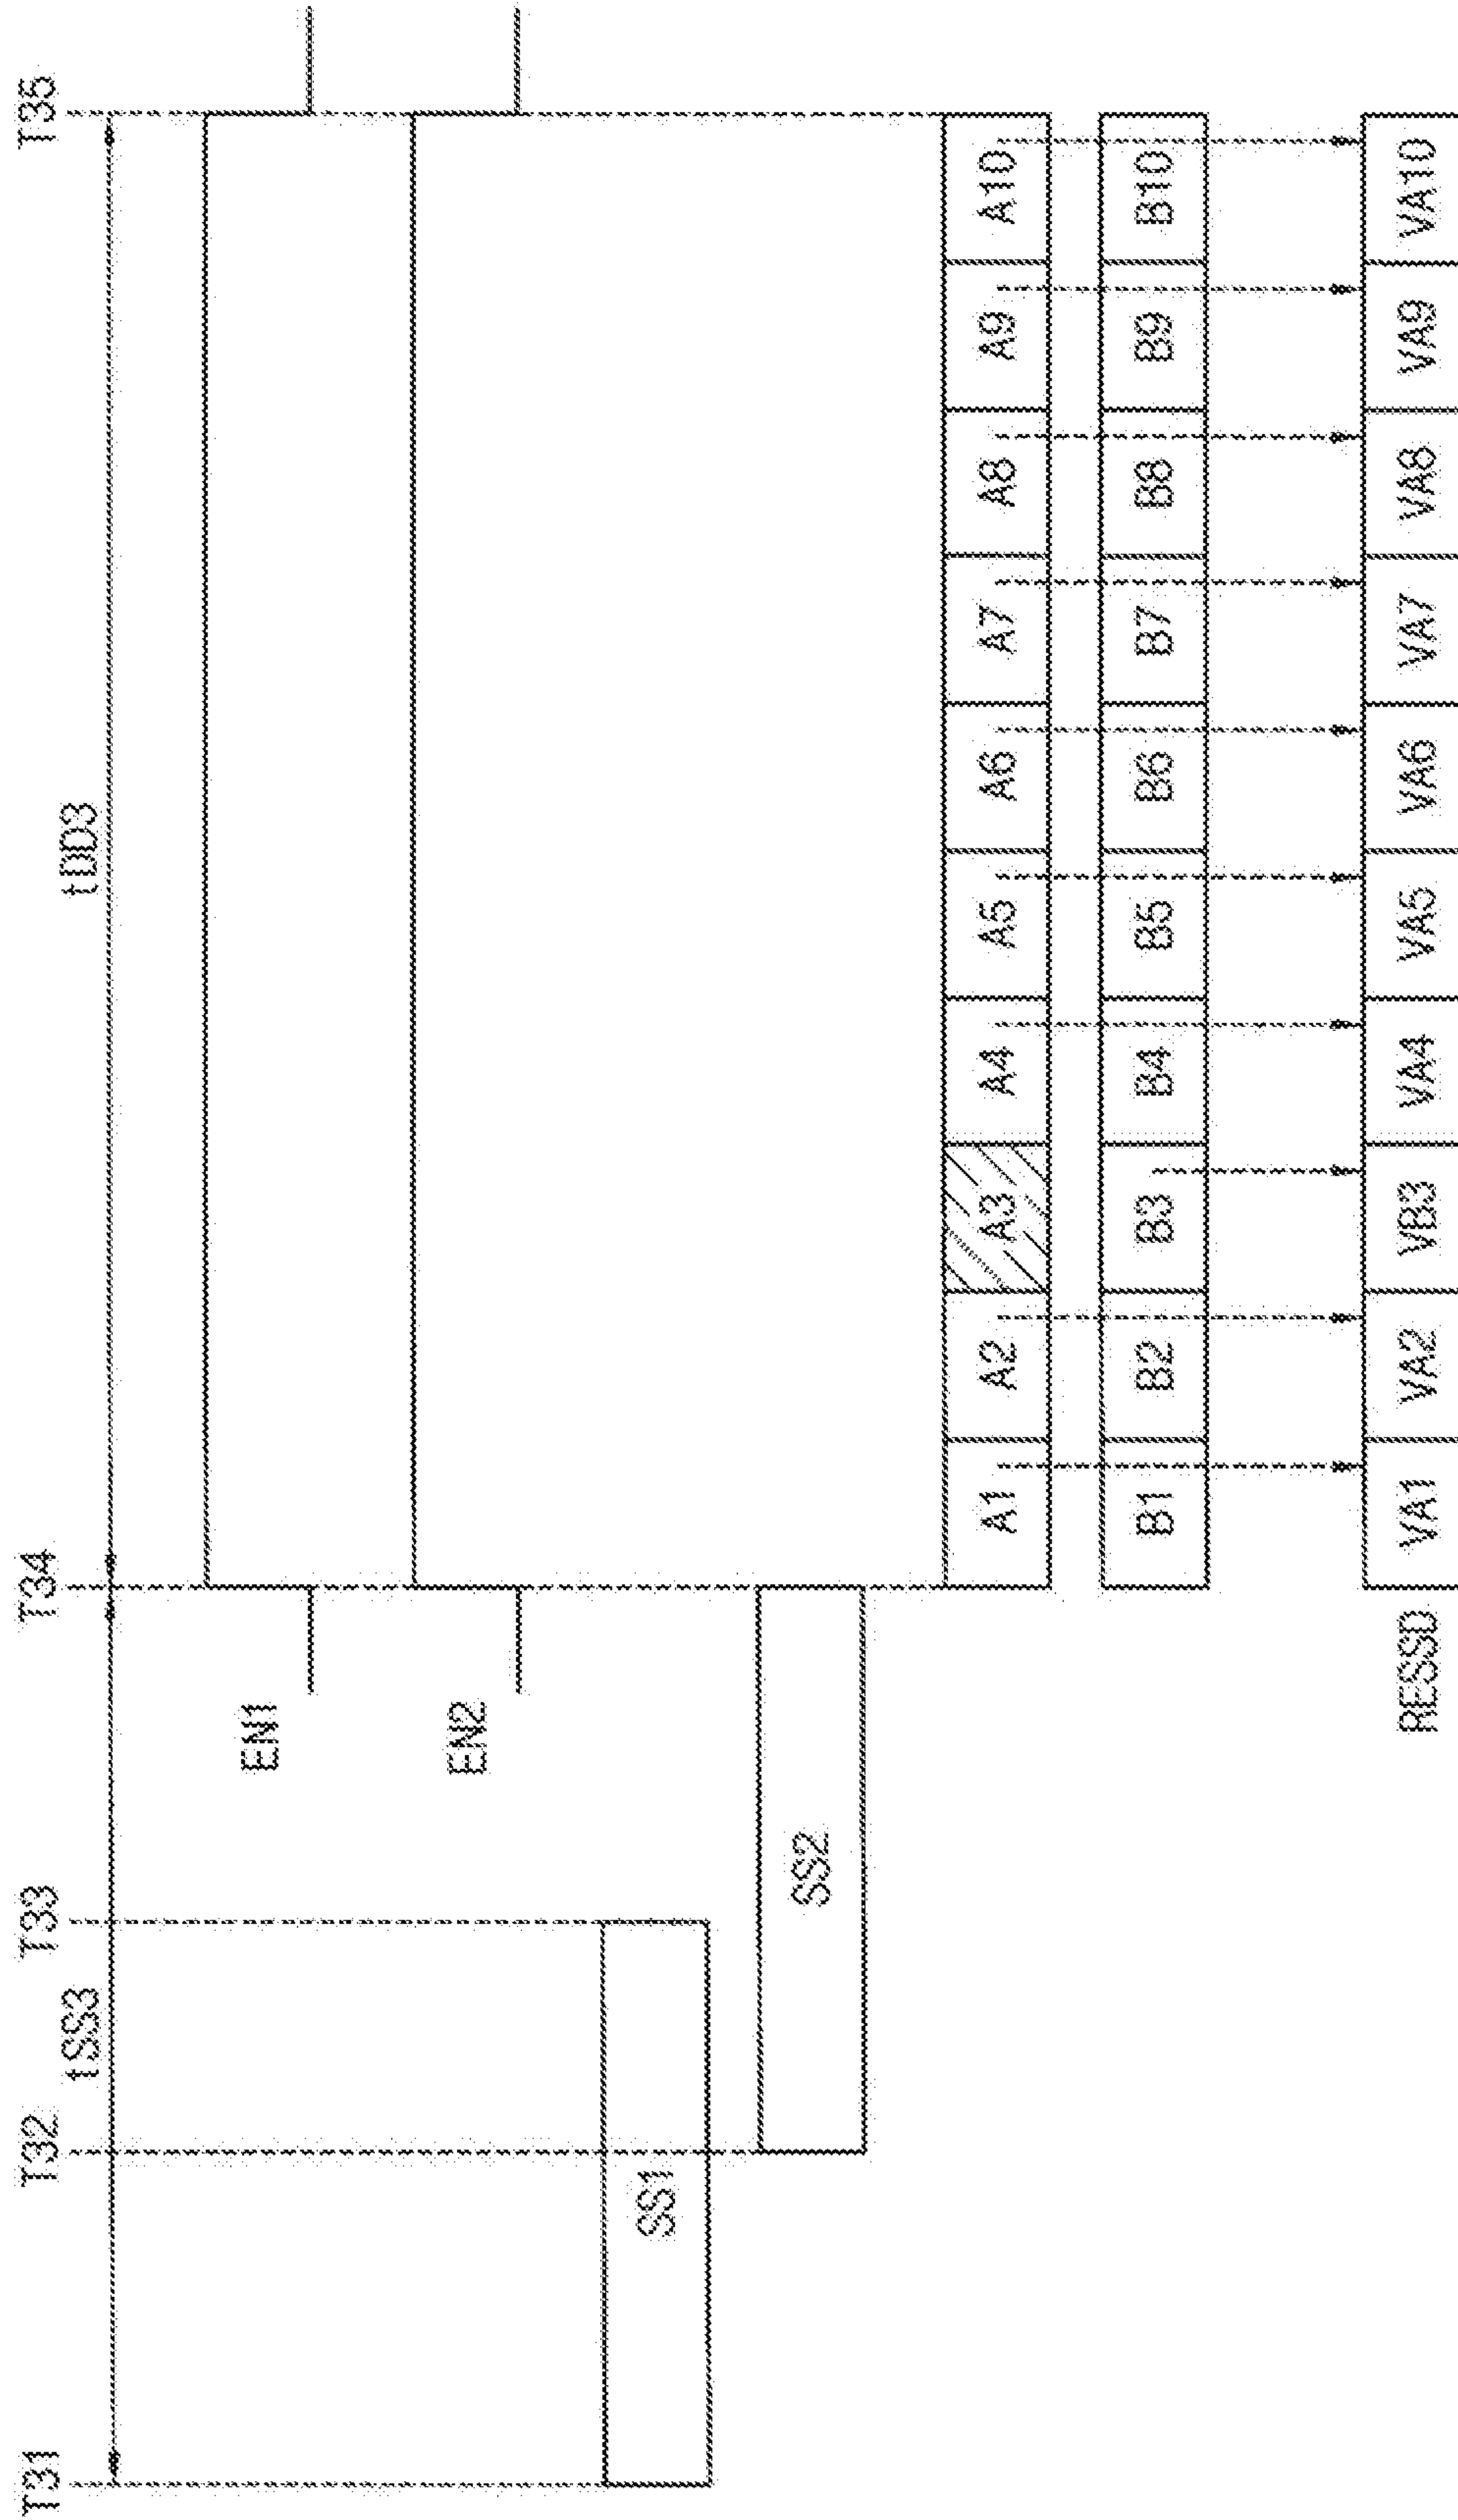 T31 T32 T33 T34 T35
tSS3 tDD3
EN1
EN2
SS1
SS2
A1 A2 A3 A4 A5 A6 A7 A8 A9 A10
B1 B2 B3 B4 B5 B6 B7 B8 B9 B10
RESSD VA1 VA2 VB3 VA4 VA5 VA6 VA7 VA8 VA9 VA10